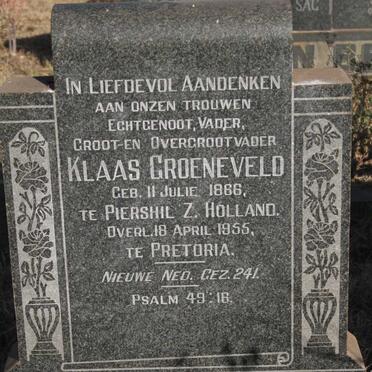 SAC
IN LIEFDEVOL AANDENKEN
AAN ONZEN TROUWEN
ECHTGENOOT, VADER,
GROOT-EN OVERGROOTVADER
KLAAS GROENEVELD
GEB. 11 JULIE 1866,
TE PIERSHIL Z. HOLLAND.
OVERL. 18 APRIL 1955,
TE PRETORIA.
NIEUWE NED. GEZ. 241.
PSALM 49:16.